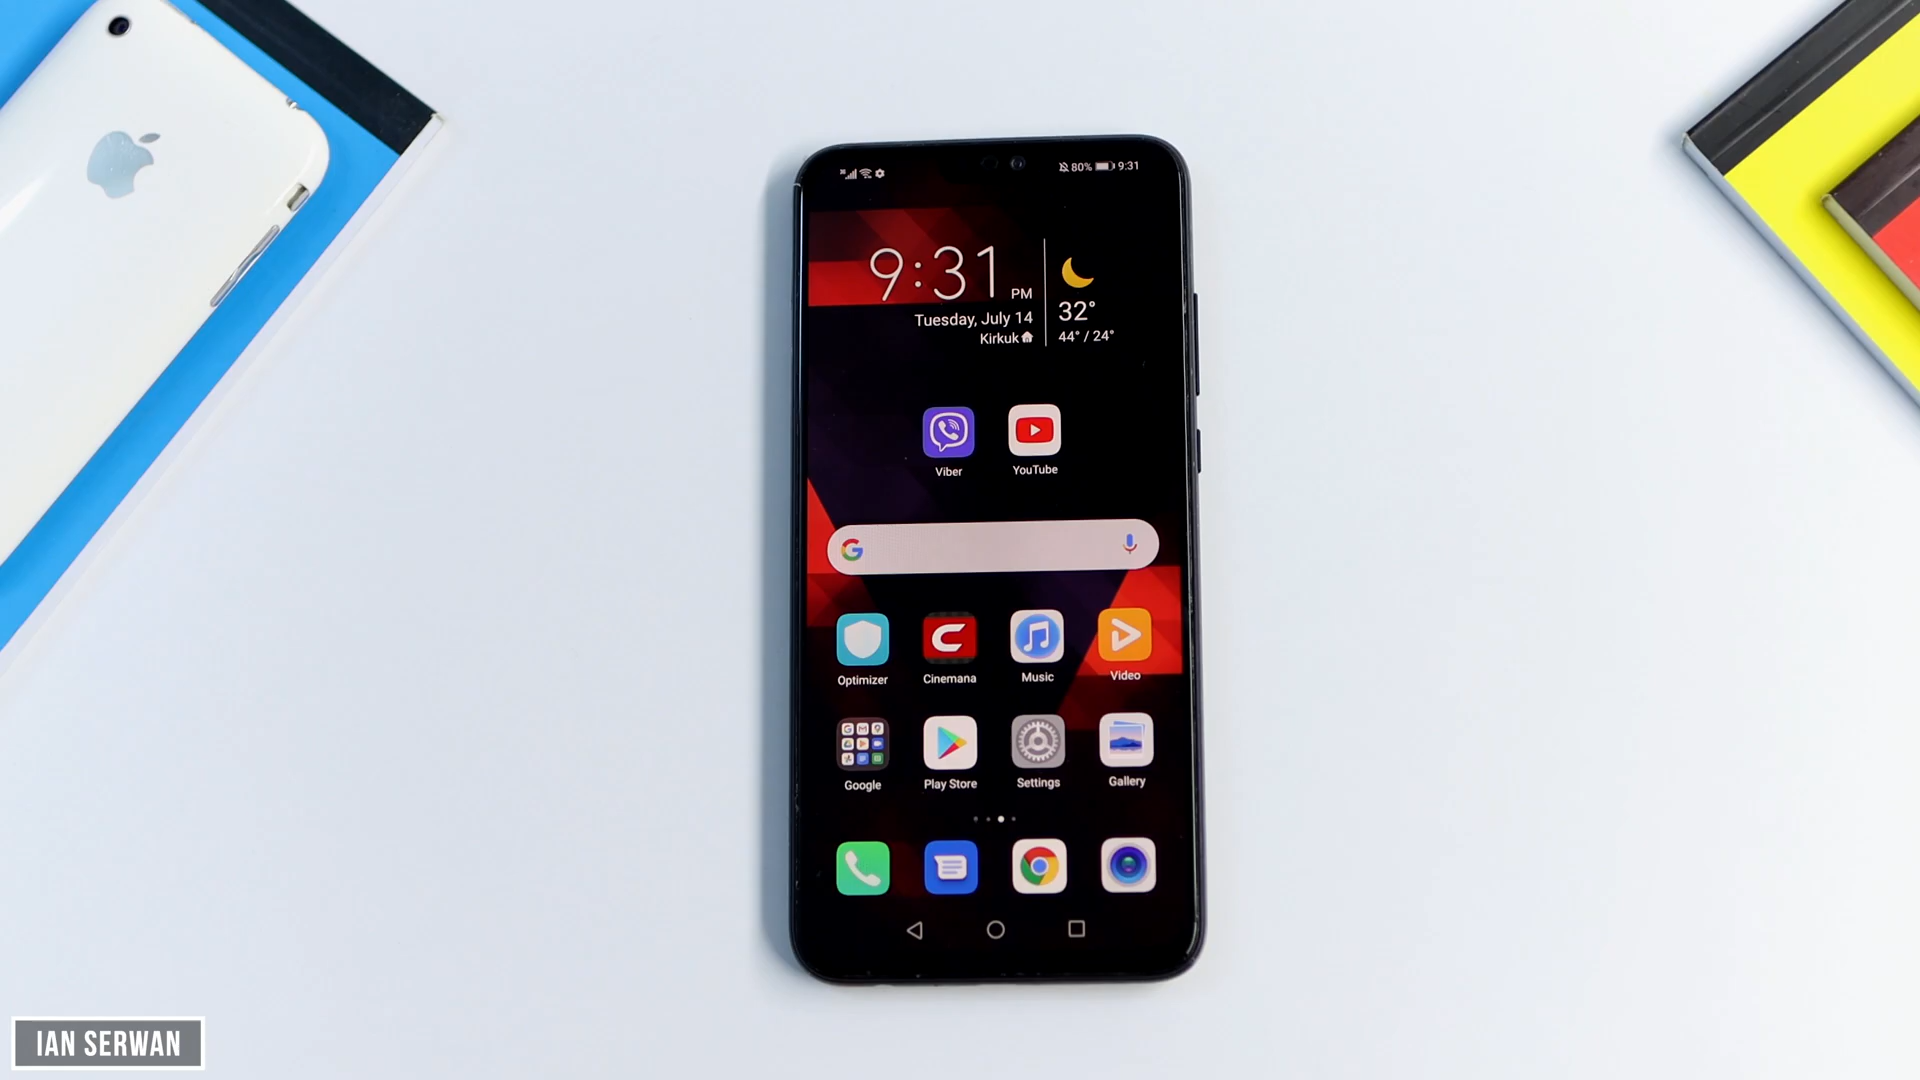 80% 9:31
9:31 PM
Tuesday, July 14
Kirkuk
32°
44° / 24°
Viber
YouTube
Optimizer
Cinemana
Music
Video
Google
Play Store
Settings
Gallery
IAN SERWAN